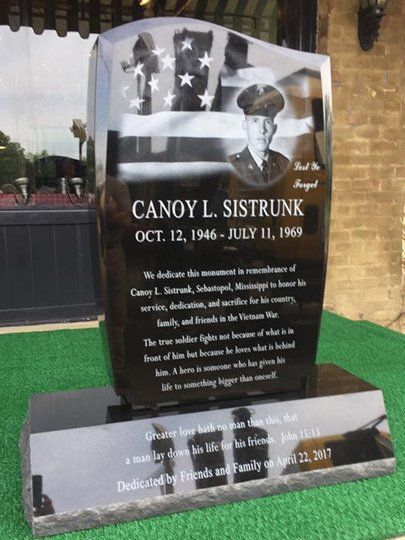 Lest We
Forget
CANOY L. SISTRUNK
OCT. 12, 1946 - JULY 11, 1969
We dedicate this monument in remembrance of
Canoy L. Sistrunk, Sebastopol, Mississippi to honor his
service, dedication, and sacrifice for his country,
family, and friends in the Vietnam War.
The true soldier fights not because of what is in
front of him but because he loves what is behind
him. A hero is someone who has given his
life to something bigger than oneself.
Greater love hath no man than this, that
a man lay down his life for his friends. John 15:13
Dedicated by Friends and Family on April 22, 2017